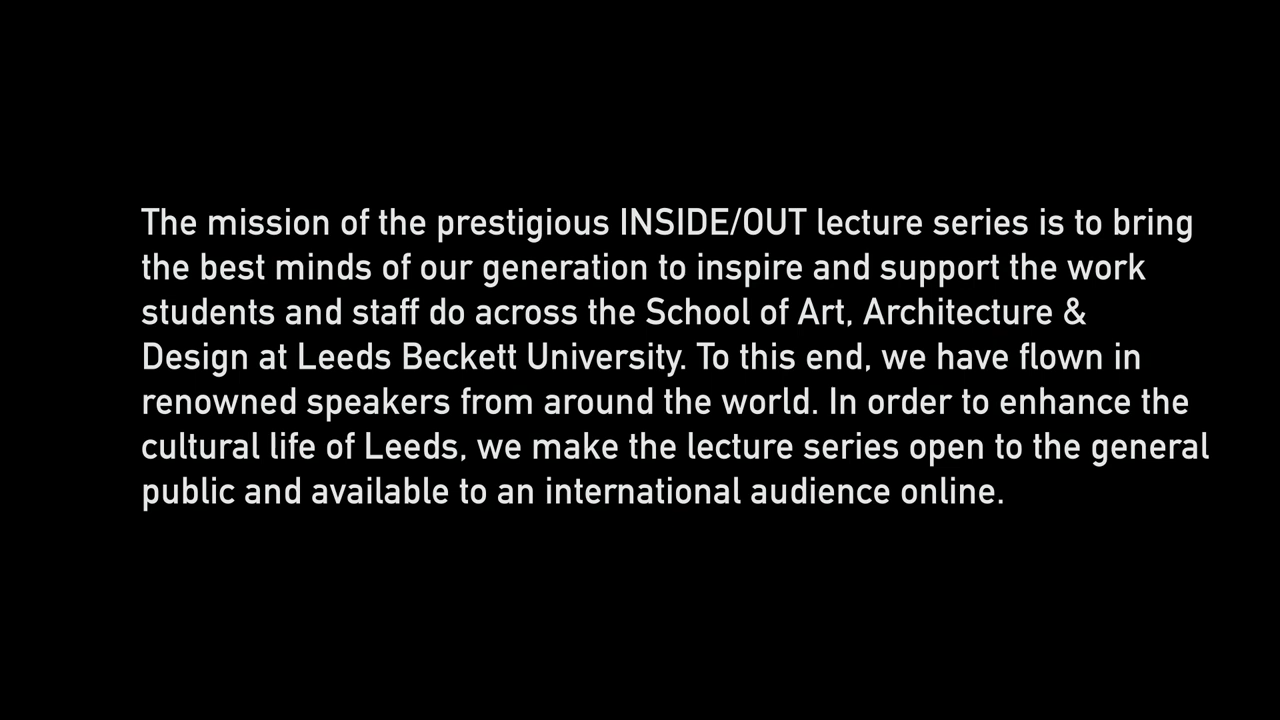 The mission of the prestigious INSIDE/OUT lecture series is to bring
the best minds of our generation to inspire and support the work
students and staff do across the School of Art, Architecture &
Design at Leeds Beckett University. To this end, we have flown in
renowned speakers from around the world. In order to enhance the
cultural life of Leeds, we make the lecture series open to the general
public and available to an international audience online.